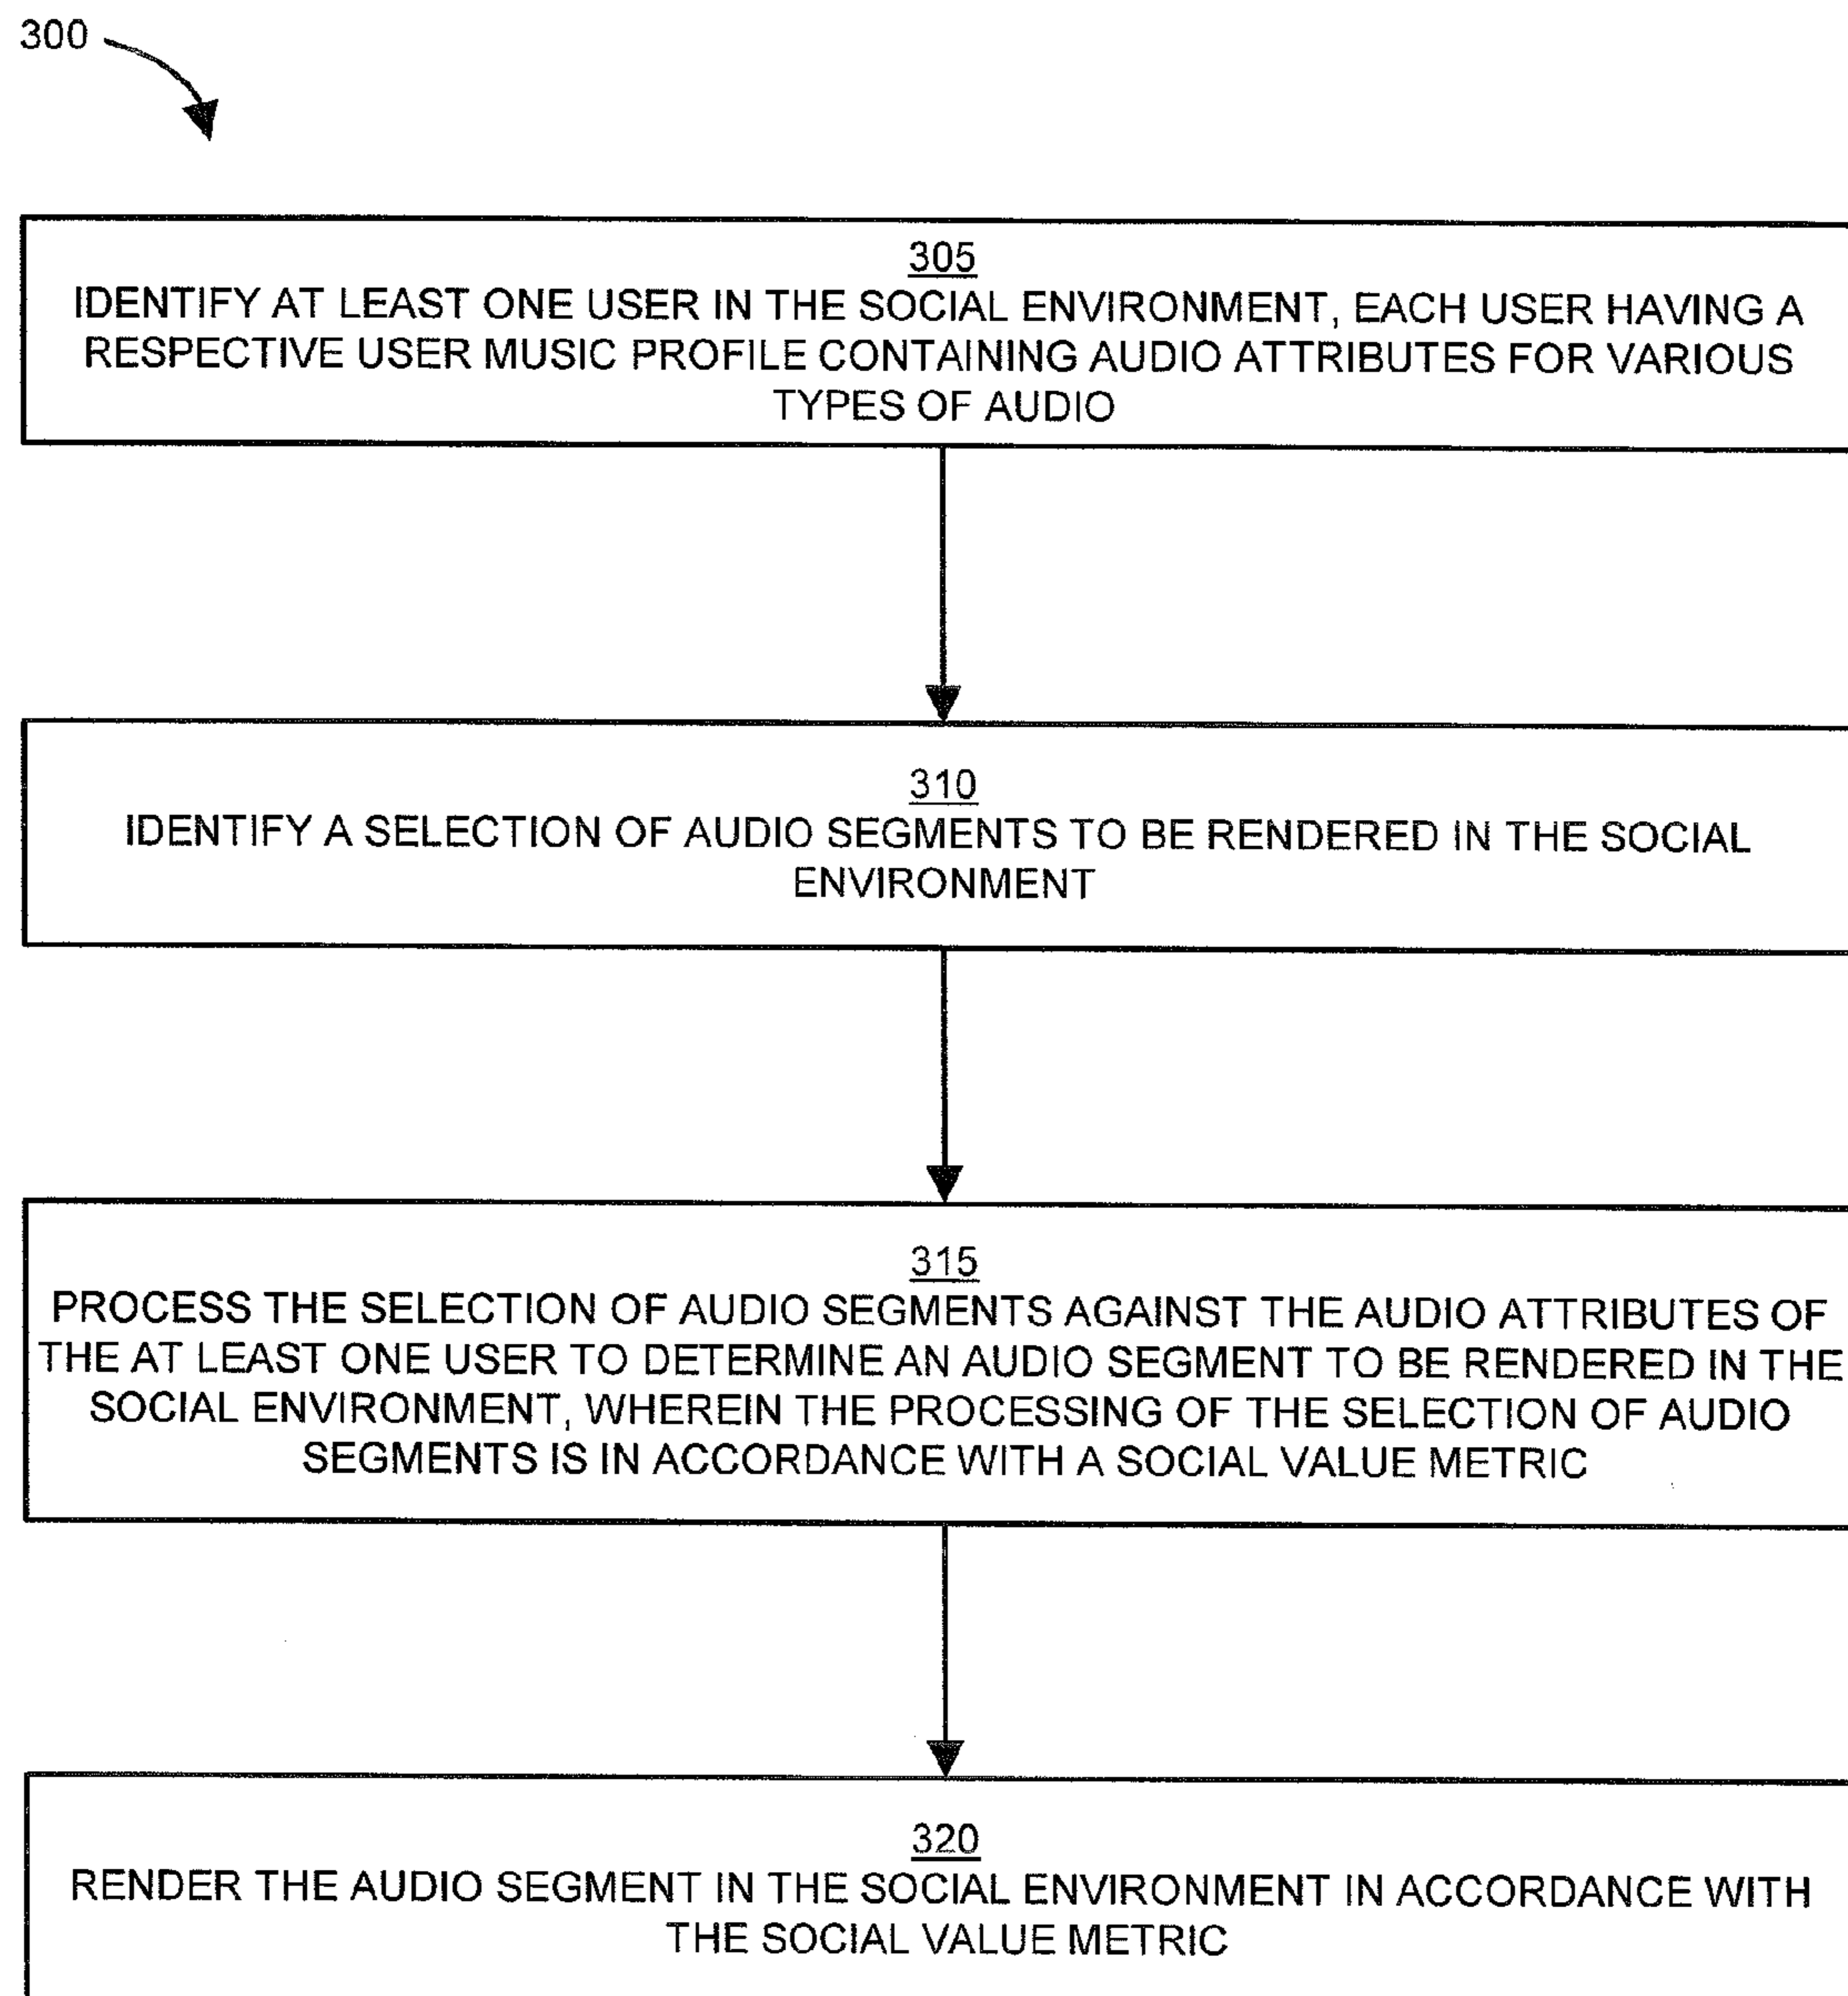 300
305
IDENTIFY AT LEAST ONE USER IN THE SOCIAL ENVIRONMENT, EACH USER HAVING A
RESPECTIVE USER MUSIC PROFILE CONTAINING AUDIO ATTRIBUTES FOR VARIOUS
TYPES OF AUDIO
310
IDENTIFY A SELECTION OF AUDIO SEGMENTS TO BE RENDERED IN THE SOCIAL
ENVIRONMENT
315
PROCESS THE SELECTION OF AUDIO SEGMENTS AGAINST THE AUDIO ATTRIBUTES OF
THE AT LEAST ONE USER TO DETERMINE AN AUDIO SEGMENT TO BE RENDERED IN THE
SOCIAL ENVIRONMENT, WHEREIN THE PROCESSING OF THE SELECTION OF AUDIO
SEGMENTS IS IN ACCORDANCE WITH A SOCIAL VALUE METRIC
320
RENDER THE AUDIO SEGMENT IN THE SOCIAL ENVIRONMENT IN ACCORDANCE WITH
THE SOCIAL VALUE METRIC